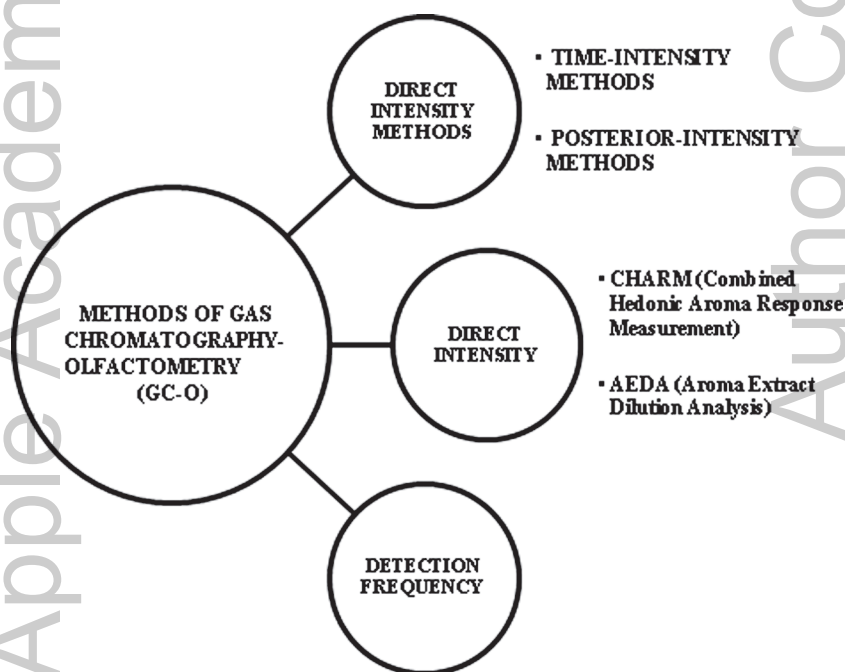 DIRECT
INTENSITY
METHODS
▪ TIME-INTENSITY
METHODS
▪ POSTERIOR-INTENSITY
METHODS
METHODS OF GAS
CHROMATOGRAPHY-
OLFACTOMETRY
(GC-O)
DIRECT
INTENSITY
▪ CHARM (Combined
Hedonic Aroma Response
Measurement)
▪ AEDA (Aroma Extract
Dilution Analysis)
DETECTION
FREQUENCY
Apple Academ
Author Co